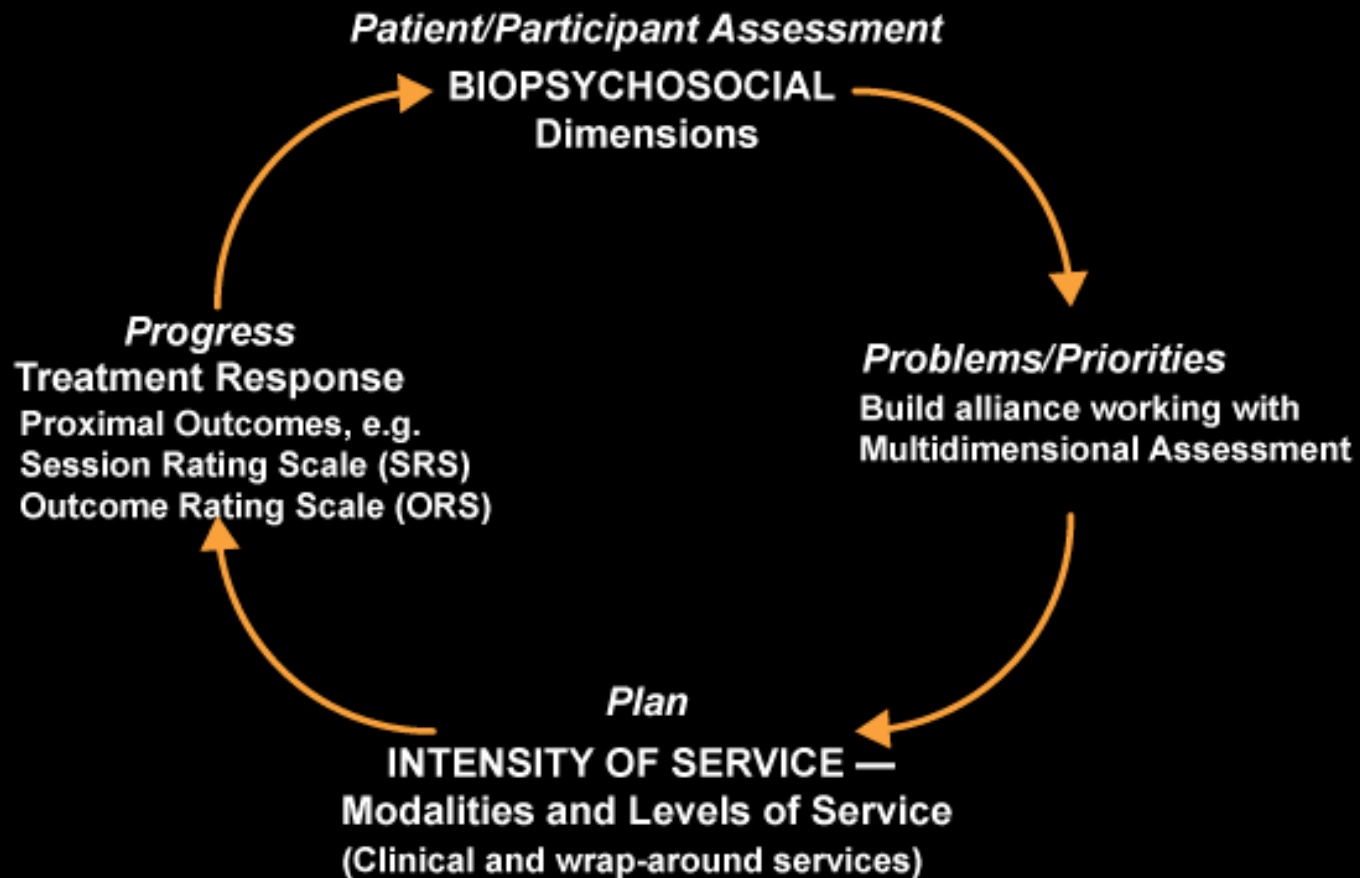 Patient/Participant Assessment
BIOPSYCHOSOCIAL
Dimensions
Problems/Priorities
Build alliance working with
Multidimensional Assessment
Plan
INTENSITY OF SERVICE —
Modalities and Levels of Service
(Clinical and wrap-around services)
Progress
Treatment Response
Proximal Outcomes, e.g.
Session Rating Scale (SRS)
Outcome Rating Scale (ORS)